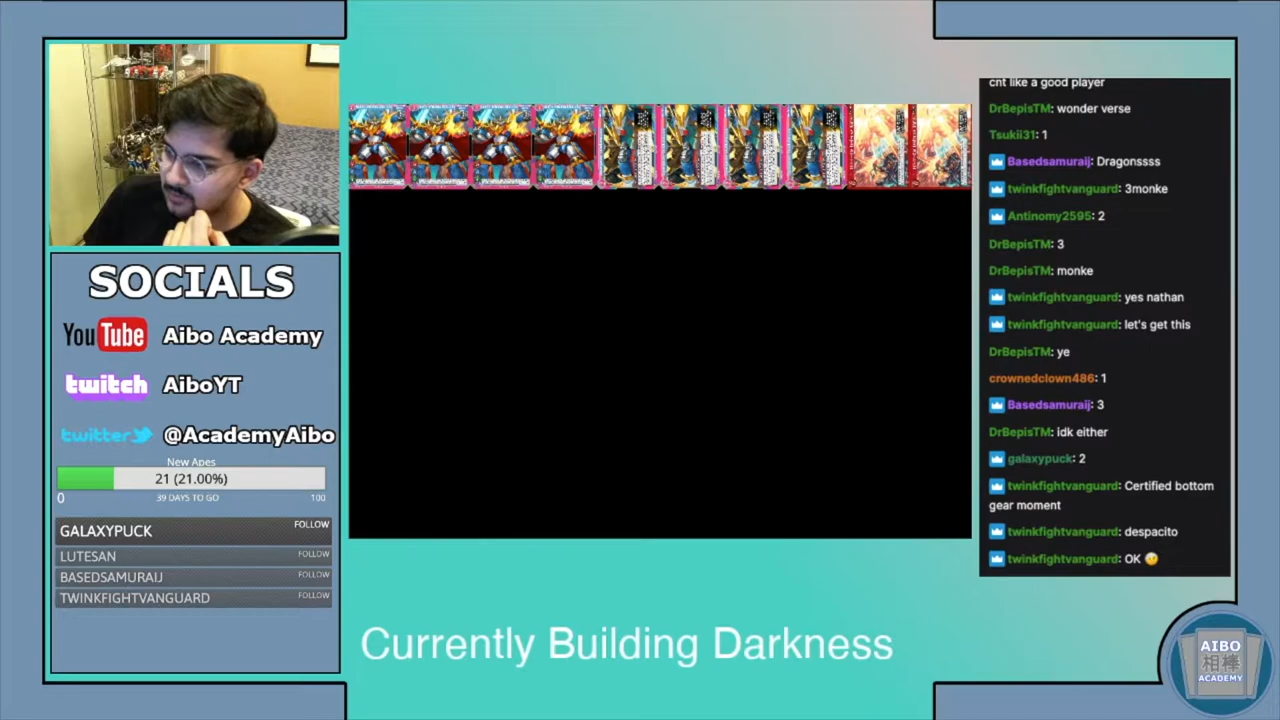 SOCIALS
YouTube Aibo Academy
twitch AiboYT
twitter @AcademyAibo
New Apes
21 (21.00%)
0 39 DAYS TO GO 100
GALAXYPUCK FOLLOW
LUTESAN FOLLOW
BASEDSAMURAIJ FOLLOW
TWINKFIGHTVANGUARD FOLLOW
Currently Building Darkness
cnt like a good player
DrBepisTM: wonder verse
Tsukii31: 1
Basedsamuraij: Dragonssss
twinkfightvanguard: 3monke
Antinomy2595: 2
DrBepisTM: 3
DrBepisTM: monke
twinkfightvanguard: yes nathan
twinkfightvanguard: let's get this
DrBepisTM: ye
crownedclown486: 1
Basedsamuraij: 3
DrBepisTM: idk either
galaxypuck: 2
twinkfightvanguard: Certified bottom
gear moment
twinkfightvanguard: despacito
twinkfightvanguard: OK 🤕
AIBO
相棒
ACADEMY